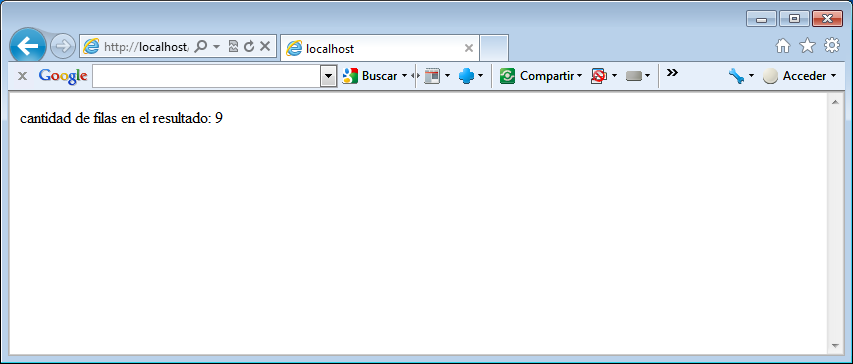 http://localhost/
localhost
Google
Buscar
Compartir
Acceder
cantidad de filas en el resultado: 9